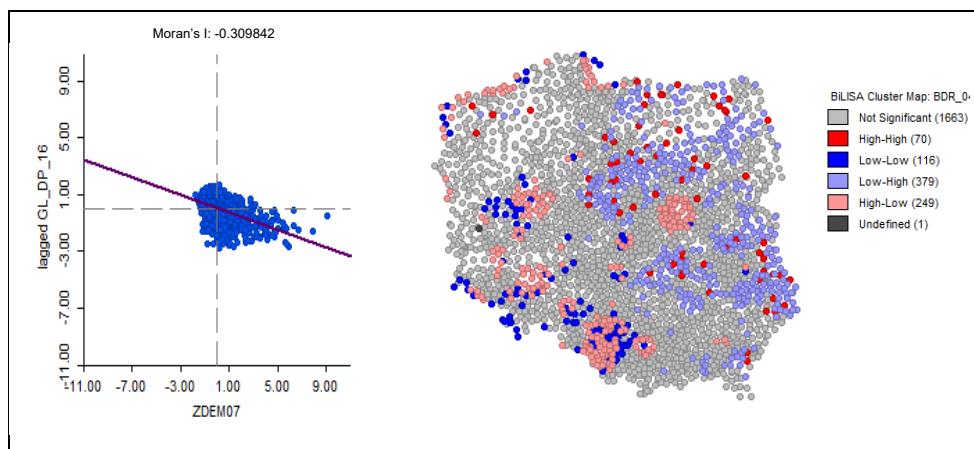 Moran's I: -0.309842
lagged GL_DP_16
9.00
5.00
1.00
-3.00
-7.00
-11.00
-11.00 -7.00 -3.00 1.00 5.00 9.00
ZDEM07
BiLISA Cluster Map: BDR_04
Not Significant (1663)
High-High (70)
Low-Low (116)
Low-High (379)
High-Low (249)
Undefined (1)